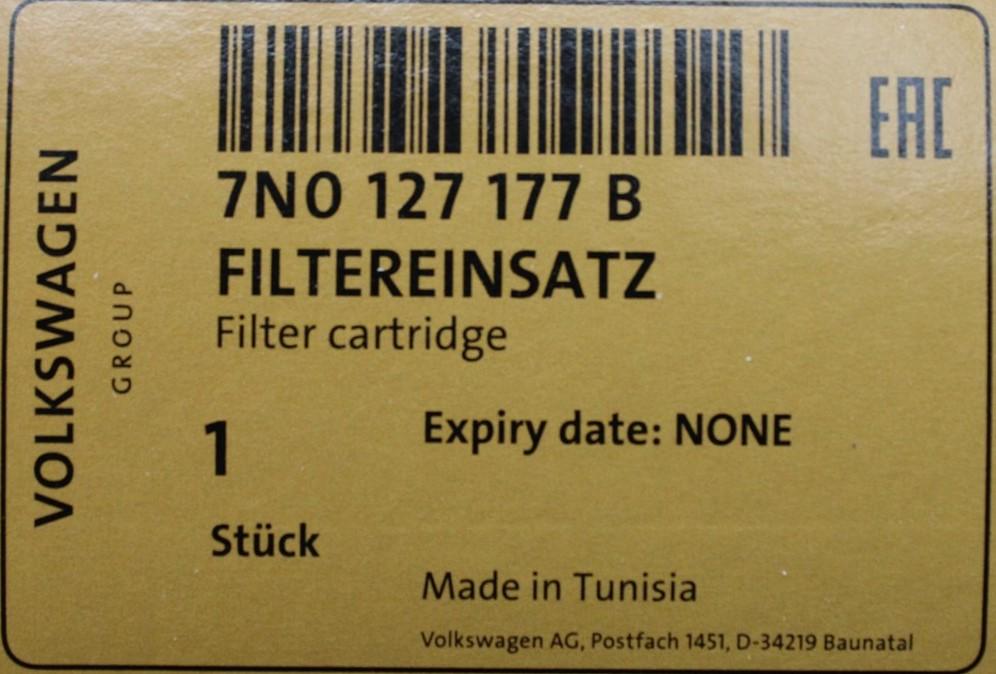 EAC
7N0 127 177 B
FILTEREINSATZ
Filter cartridge
1
Expiry date: NONE
Stück
Made in Tunisia
Volkswagen AG, Postfach 1451, D-34219 Baunatal
VOLKSWAGEN
GROUP